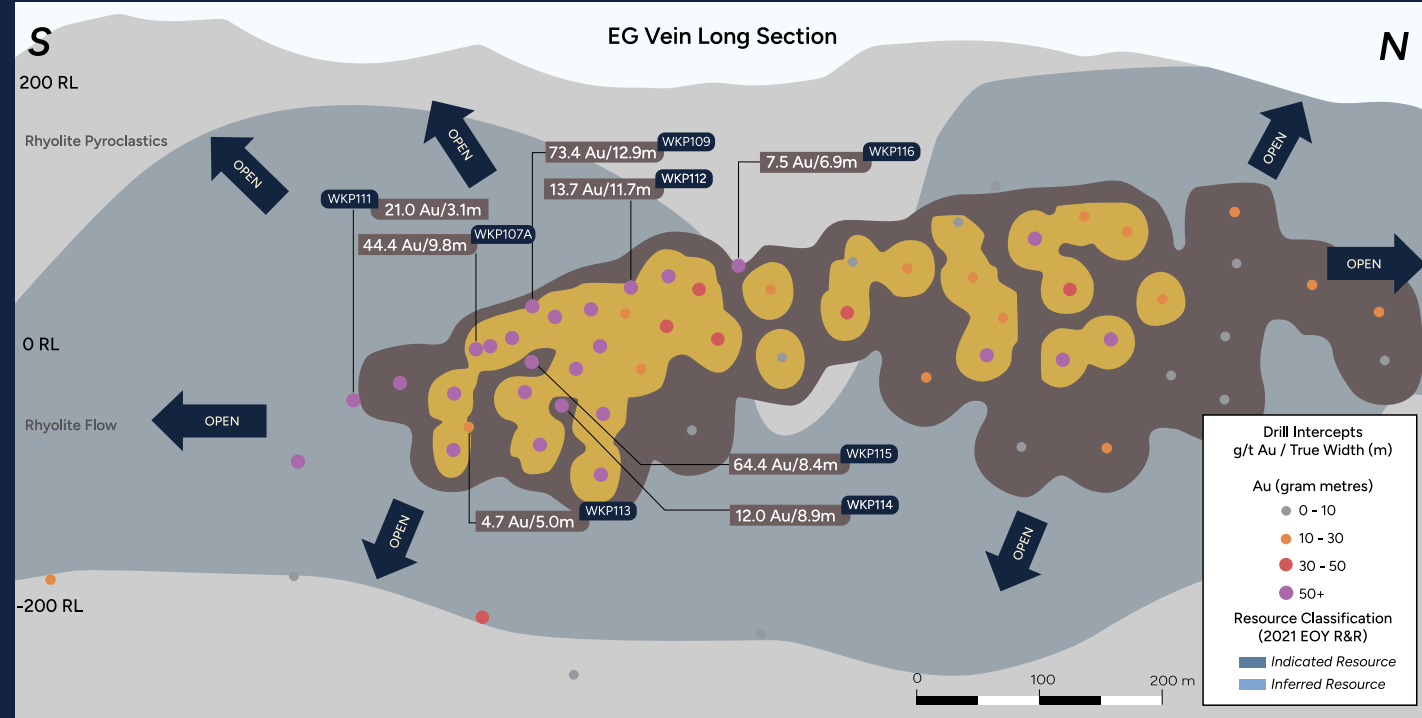 EG Vein Long Section
S
N
200 RL
Rhyolite Pyroclastics
OPEN
OPEN
OPEN
73.4 Au/12.9m
WKP109
7.5 Au/6.9m
WKP116
13.7 Au/11.7m
WKP112
WKP111
21.0 Au/3.1m
44.4 Au/9.8m
WKP107A
OPEN
0 RL
Rhyolite Flow
OPEN
64.4 Au/8.4m
WKP115
12.0 Au/8.9m
WKP114
4.7 Au/5.0m
WKP113
OPEN
OPEN
-200 RL
0
100
200 m
Drill Intercepts
g/t Au / True Width (m)
Au (gram metres)
0 - 10
10 - 30
30 - 50
50+
Resource Classification
(2021 EOY R&R)
Indicated Resource
Inferred Resource